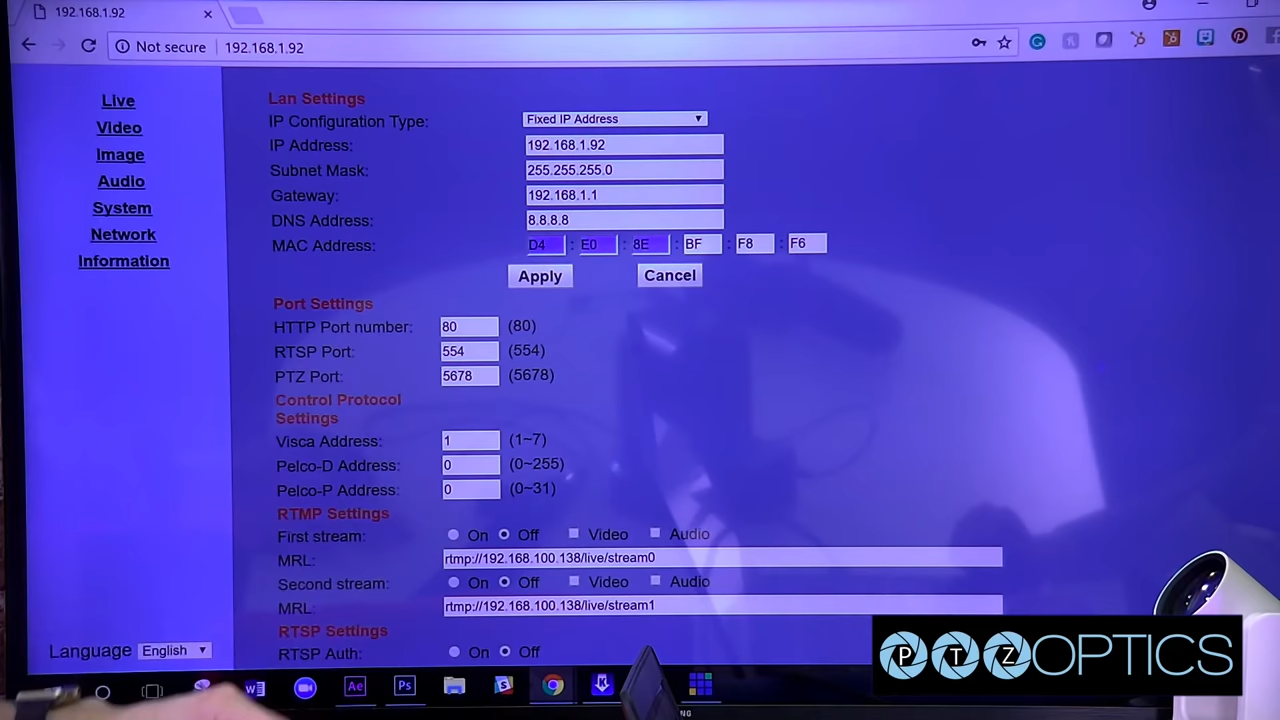 192.168.1.92
Not secure 192.168.1.92
Live
Video
Image
Audio
System
Network
Information
Lan Settings
IP Configuration Type: Fixed IP Address
IP Address: 192.168.1.92
Subnet Mask: 255.255.255.0
Gateway: 192.168.1.1
DNS Address: 8.8.8.8
MAC Address: D4 : E0 : 8E : BF : F8 : F6
Apply Cancel
Port Settings
HTTP Port number: 80 (80)
RTSP Port: 554 (554)
PTZ Port: 5678 (5678)
Control Protocol
Settings
Visca Address: 1 (1~7)
Pelco-D Address: 0 (0~255)
Pelco-P Address: 0 (0~31)
RTMP Settings
First stream: On Off Video Audio
MRL: rtmp://192.168.100.138/live/stream0
Second stream: On Off Video Audio
MRL: rtmp://192.168.100.138/live/stream1
RTSP Settings
RTSP Auth: On Off
Language English
Ae Ps
PTZOPTICS